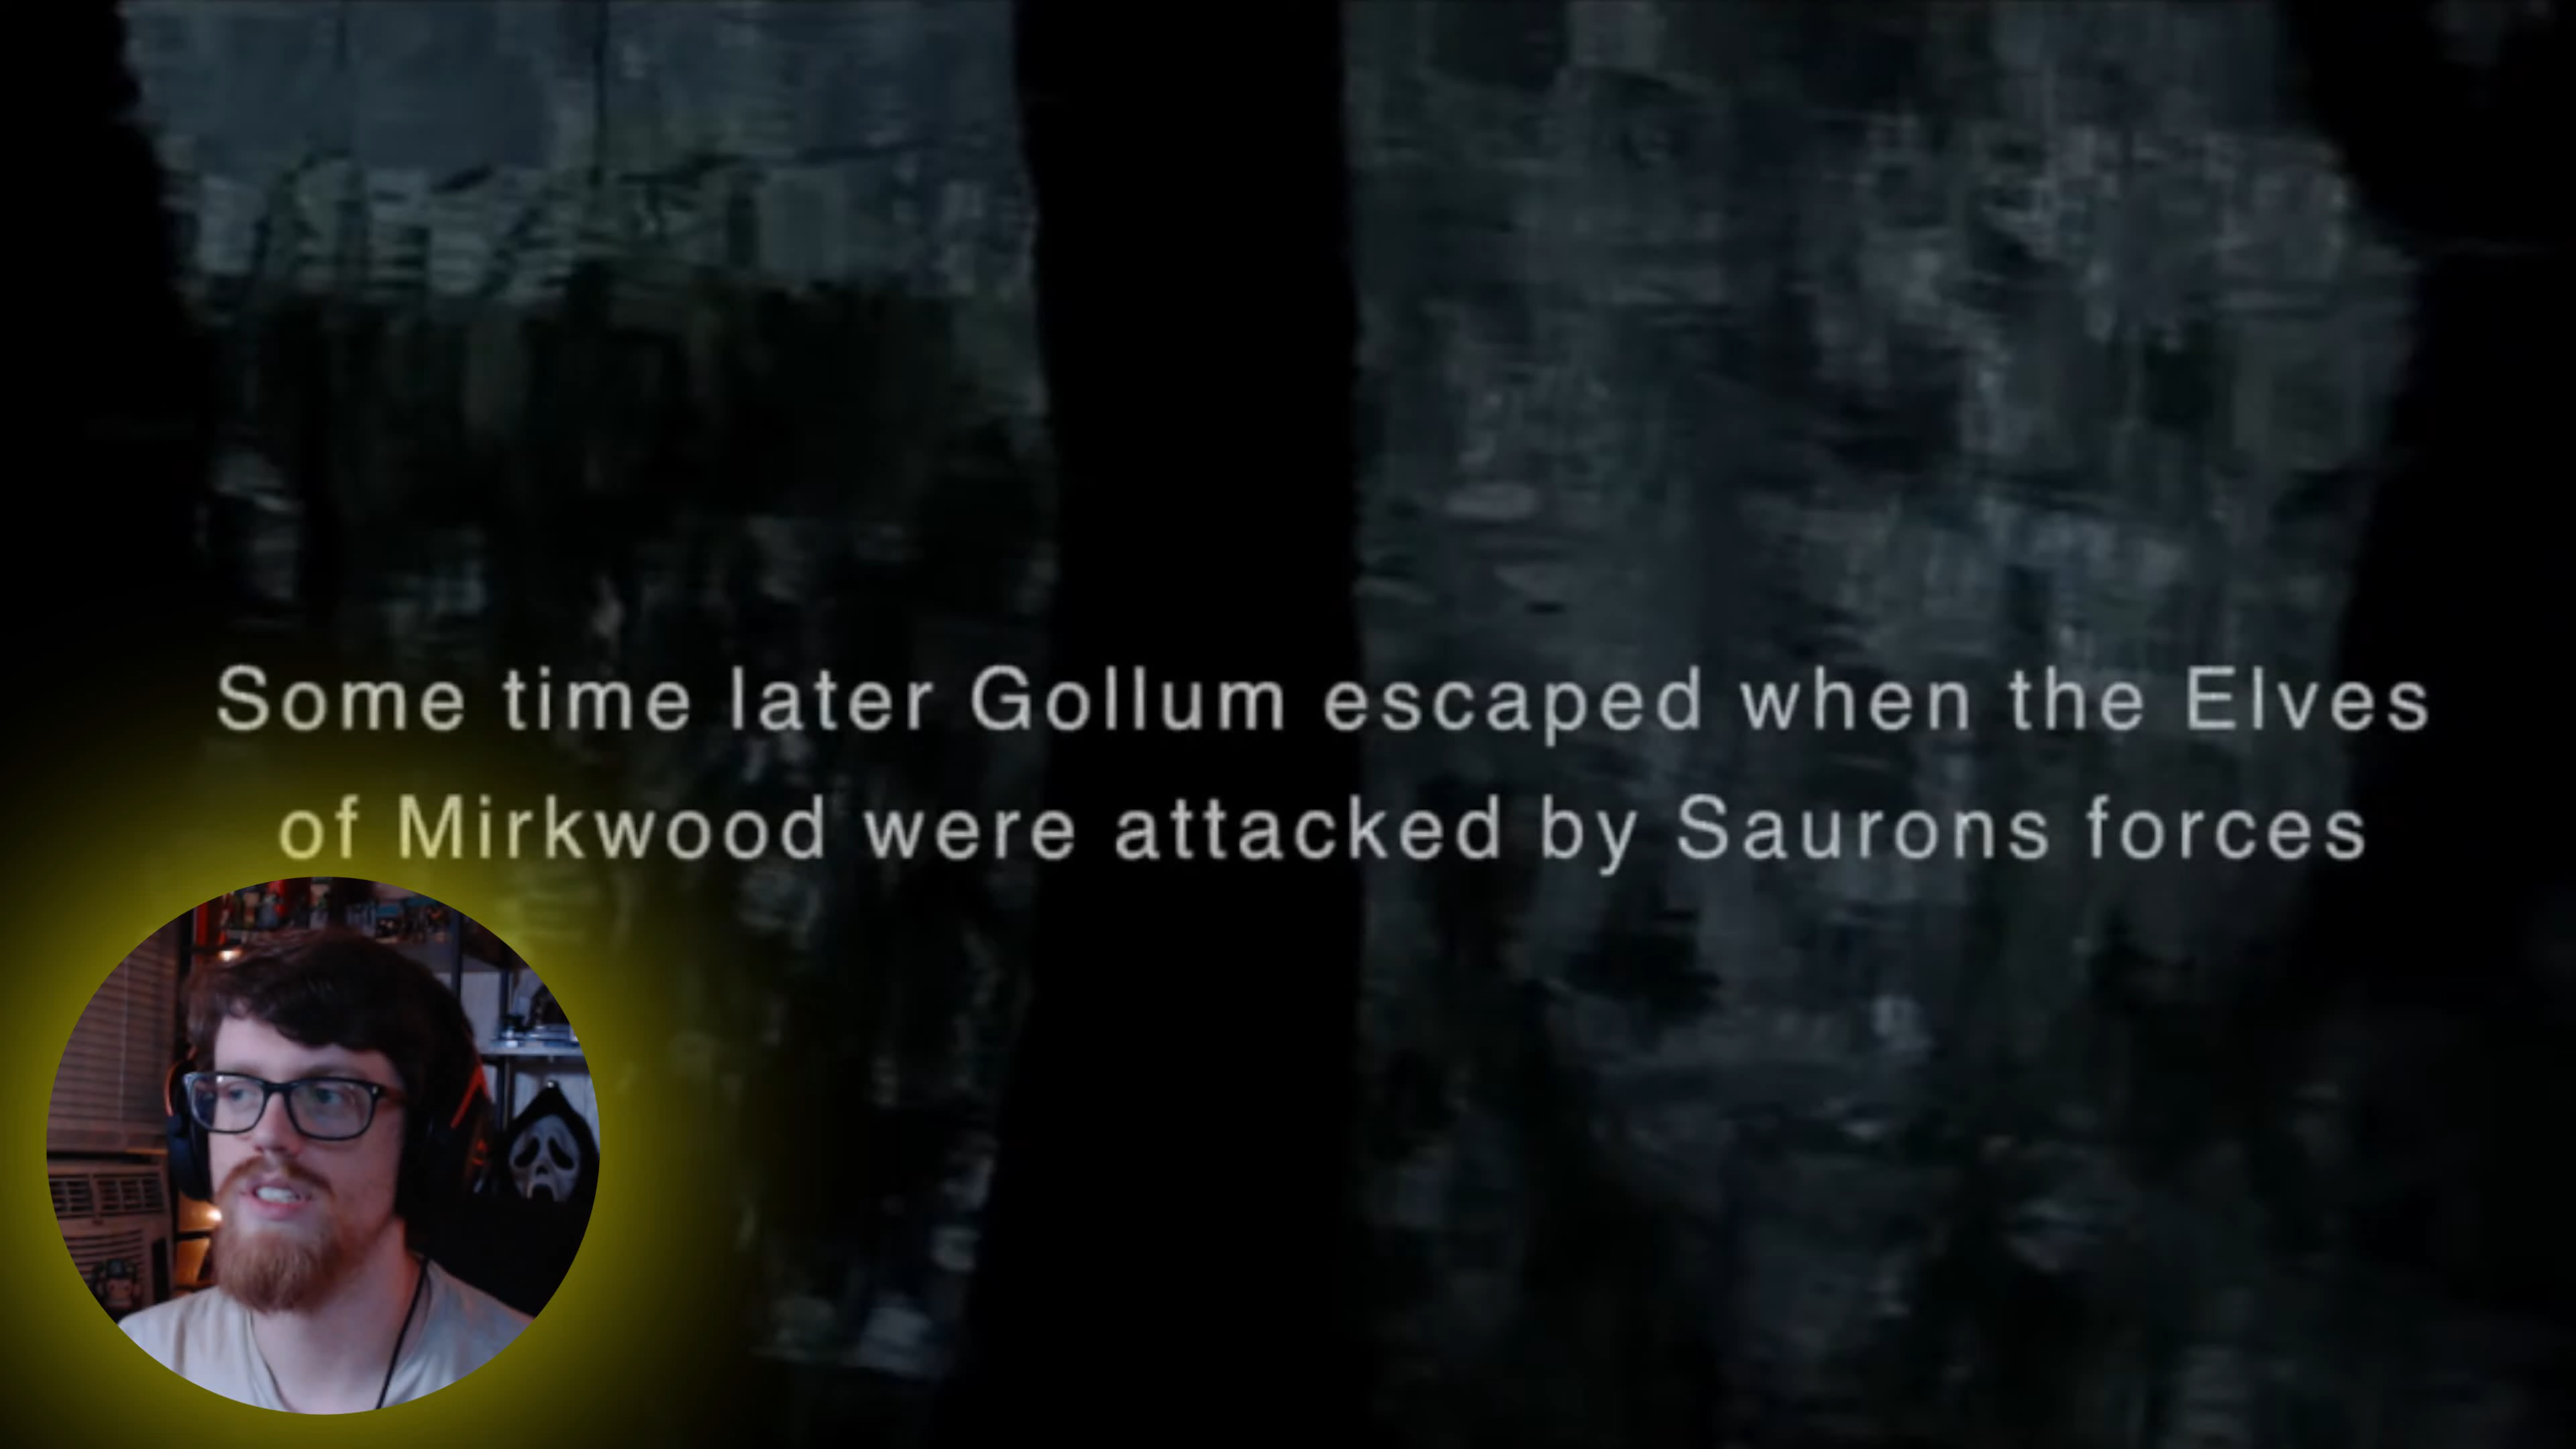 Some time later Gollum escaped when the Elves
of Mirkwood were attacked by Saurons forces